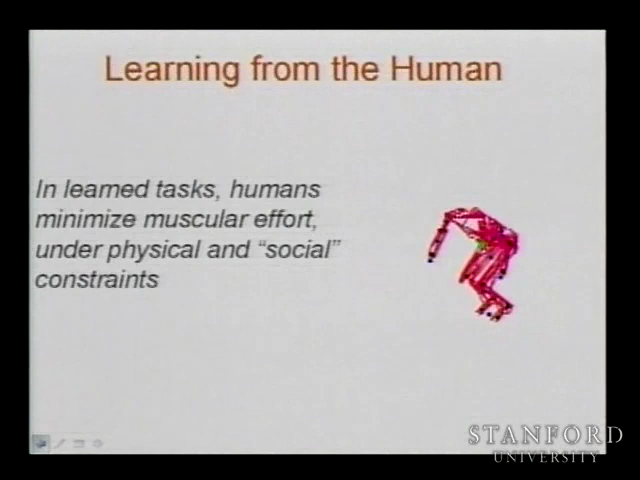 Learning from the Human
In learned tasks, humans
minimize muscular effort,
under physical and “social”
constraints
STANFORD
UNIVERSITY